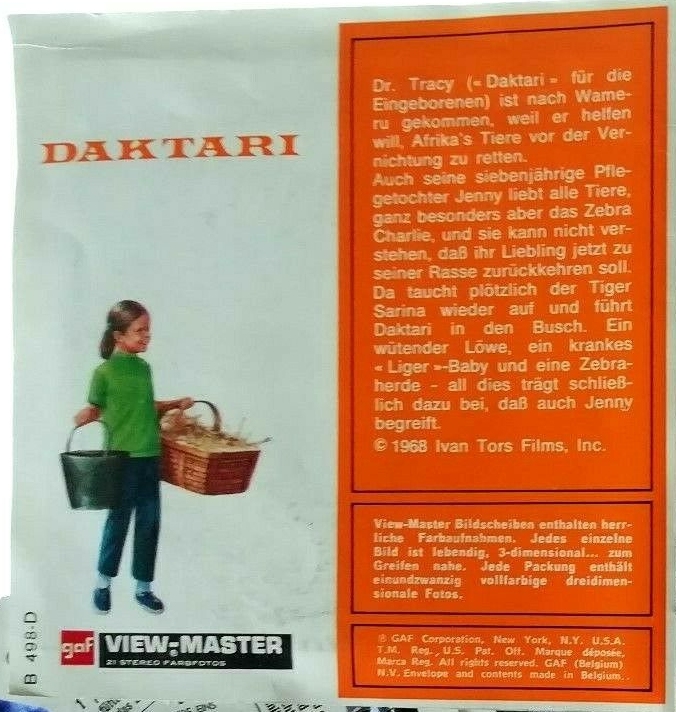 DAKTARI
B 498-D
gaf VIEW-MASTER
21 STEREO FARBFOTOS
Dr. Tracy (« Daktari » für die
Eingeborenen) ist nach Wame-
ru gekommen, weil er helfen
will, Afrika's Tiere vor der Ver-
nichtung zu retten.
Auch seine siebenjährige Pfle-
getochter Jenny liebt alle Tiere,
ganz besonders aber das Zebra
Charlie, und sie kann nicht ver-
stehen, daß ihr Liebling jetzt zu
seiner Rasse zurückkehren soll.
Da taucht plötzlich der Tiger
Sarina wieder auf und führt
Daktari in den Busch. Ein
wütender Löwe, ein krankes
« Liger »-Baby und eine Zebra-
herde - all dies trägt schließ-
lich dazu bei, daß auch Jenny
begreift.
© 1968 Ivan Tors Films, Inc.
View-Master Bildscheiben enthalten herr-
liche Farbaufnahmen. Jedes einzelne
Bild ist lebendig, 3-dimensional... zum
Greifen nahe. Jede Packung enthält
einundzwanzig vollfarbige dreidimen-
sionale Fotos.
® GAF Corporation, New York, N.Y. U.S.A.
T.M. Reg. U.S. Pat. Off. Marque déposée,
Marca Reg. All rights reserved. GAF (Belgium)
N.V. Envelope and contents made in Belgium.